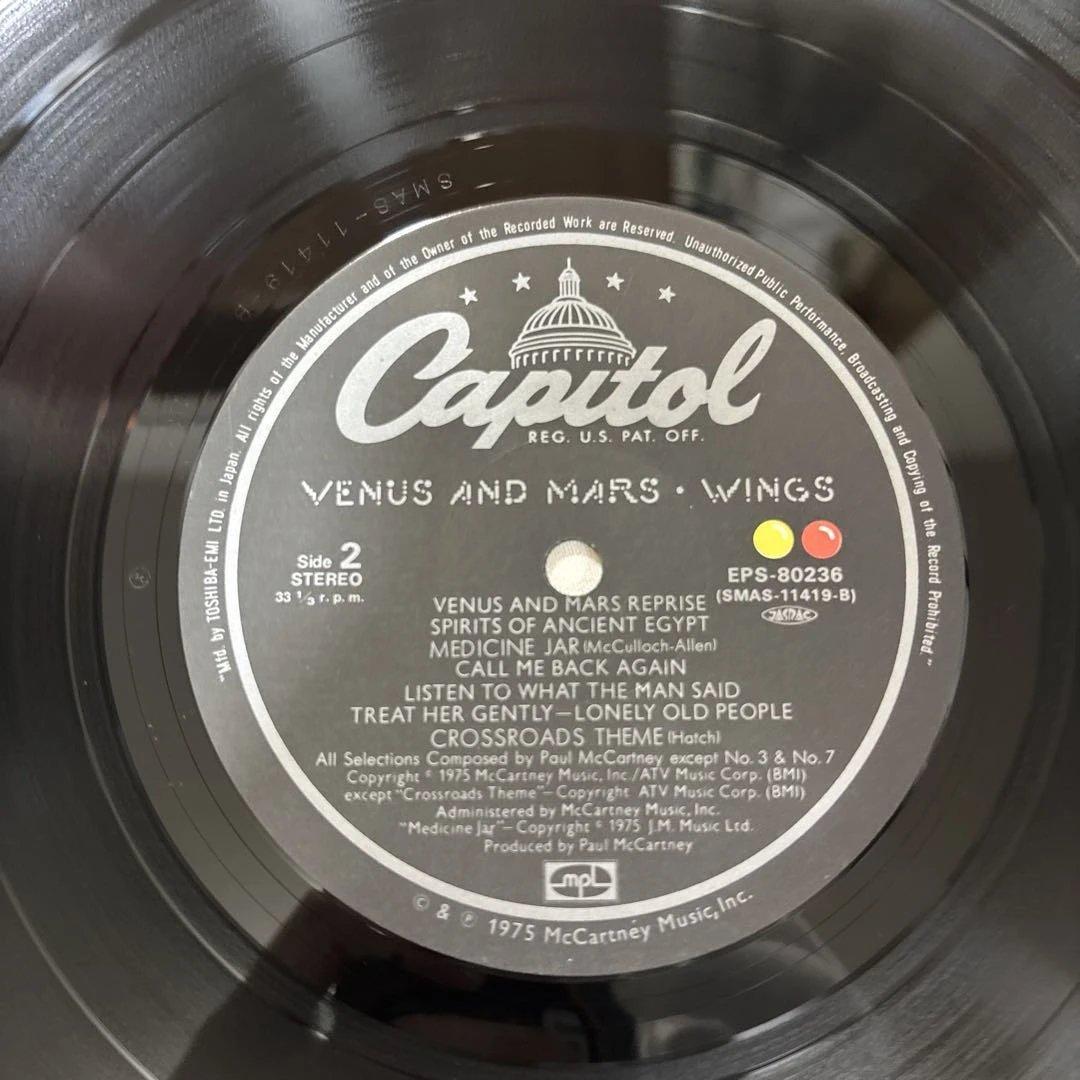 SMAS-11419-B
"Mfd. by TOSHIBA-EMI LTD. in Japan. All rights of the Manufacturer and of the Owner of the Recorded Work are Reserved. Unauthorized Public Performance, Broadcasting and Copying of the Record Prohibited."
Capitol
REG. U.S. PAT. OFF.
VENUS AND MARS · WINGS
Side 2
STEREO
33 1/3 r.p.m.
EPS-80236
(SMAS-11419-B)
JASRAC
VENUS AND MARS REPRISE
SPIRITS OF ANCIENT EGYPT
MEDICINE JAR (McCulloch-Allen)
CALL ME BACK AGAIN
LISTEN TO WHAT THE MAN SAID
TREAT HER GENTLY—LONELY OLD PEOPLE
CROSSROADS THEME (Hatch)
All Selections Composed by Paul McCartney except No. 3 & No. 7
Copyright © 1975 McCartney Music, Inc./ATV Music Corp. (BMI)
except "Crossroads Theme"—Copyright ATV Music Corp. (BMI)
Administered by McCartney Music, Inc.
"Medicine Jar"—Copyright © 1975 J.M. Music Ltd.
Produced by Paul McCartney
mpl
© & ℗ 1975 McCartney Music, Inc.